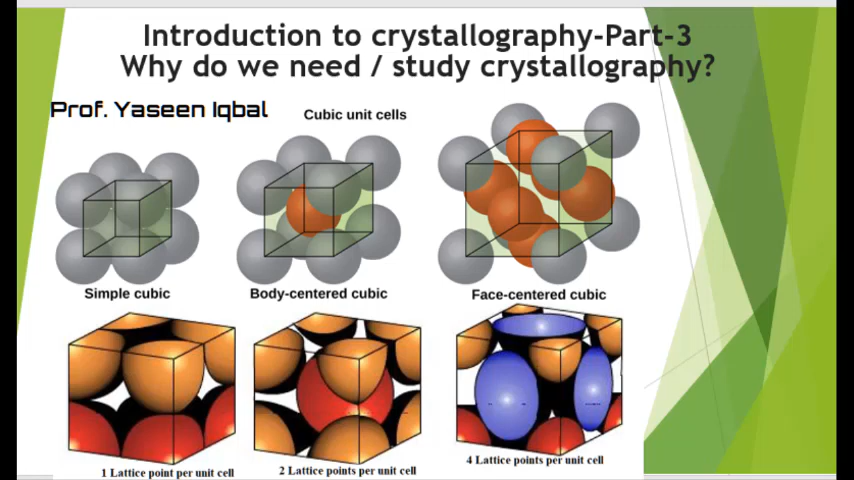 Introduction to crystallography-Part-3
Why do we need / study crystallography?
Prof. Yaseen Iqbal
Cubic unit cells
Simple cubic
Body-centered cubic
Face-centered cubic
1 Lattice point per unit cell
2 Lattice points per unit cell
4 Lattice points per unit cell